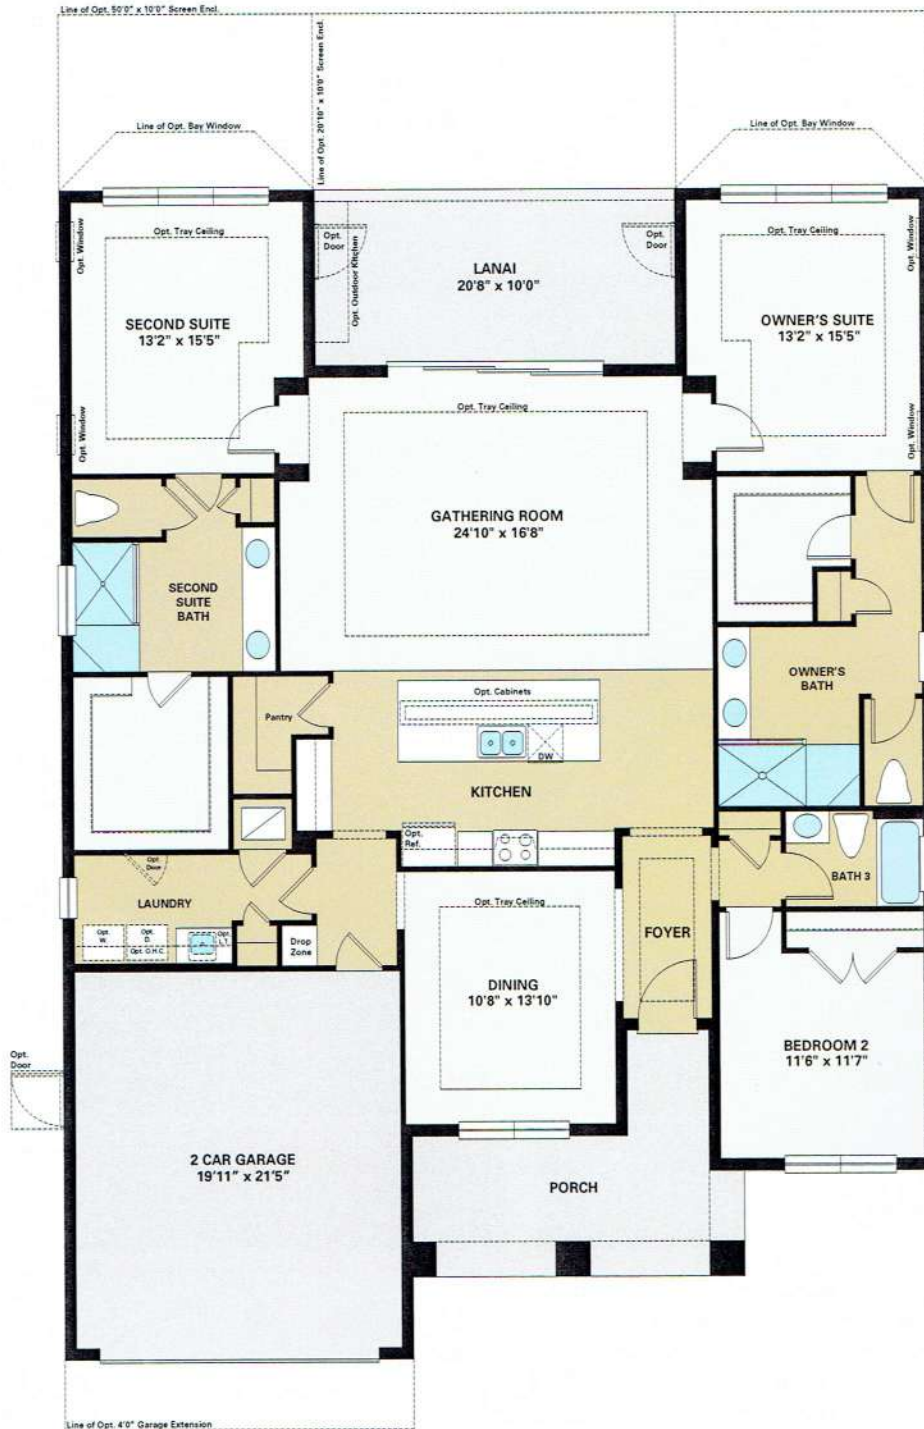 Line of Opt. 50'0" x 10'0" Screen Encl.
Line of Opt. 20'10" x 10'0" Screen Encl.
Line of Opt. Bay Window
Line of Opt. Bay Window
Opt. Window
Opt. Tray Ceiling
SECOND SUITE
13'2" x 15'5"
Opt. Window
Opt.
Door
Opt. Outdoor Kitchen
LANAI
20'8" x 10'0"
Opt.
Door
Opt. Tray Ceiling
Opt. Window
OWNER'S SUITE
13'2" x 15'5"
Opt. Window
Opt. Tray Ceiling
GATHERING ROOM
24'10" x 16'8"
SECOND
SUITE
BATH
OWNER'S
BATH
Pantry
Opt. Cabinets
DW
KITCHEN
Opt.
Ref.
Opt.
Door
LAUNDRY
Opt.
W.
Opt.
D.
Opt. O.H.C.
Opt.
L.T.
Drop
Zone
Opt. Tray Ceiling
DINING
10'8" x 13'10"
FOYER
BATH 3
BEDROOM 2
11'6" x 11'7"
Opt.
Door
2 CAR GARAGE
19'11" x 21'5"
PORCH
Line of Opt. 4'0" Garage Extension